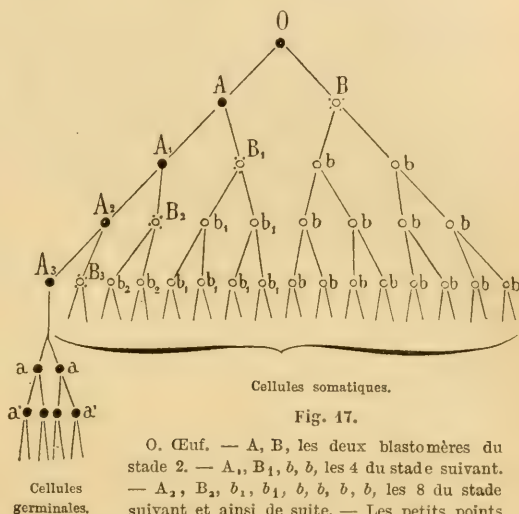 O
A B
A₁ B₁ b b
A₂ B₂ b₁ b₁ b b b b
A₃ B₃ b₂ b₂ b₁ b₁ b₁ b₁ b b b b b b b b
a a
a' a'
Cellules somatiques.
Fig. 17.
Cellules
germinales.
O. Œuf. — A, B, les deux blastomères du
stade 2. — A₁, B₁, b, b, les 4 du stade suivant.
— A₂, B₂, b₁, b₁, b, b, b, b, les 8 du stade
suivant et ainsi de suite. — Les petits points